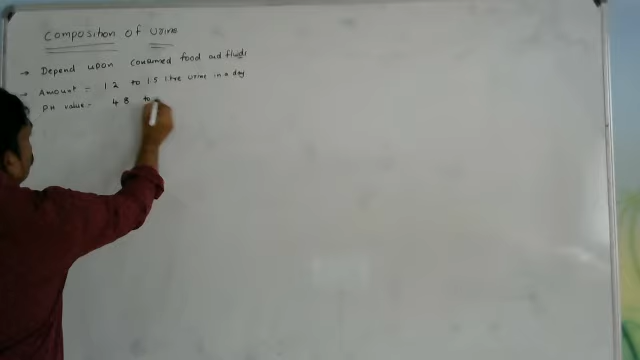 Composition of Urine
→ Depend upon consumed food and fluids
→ Amount = 1.2 to 1.5 litre urine in a day
PH value = 4.8 to